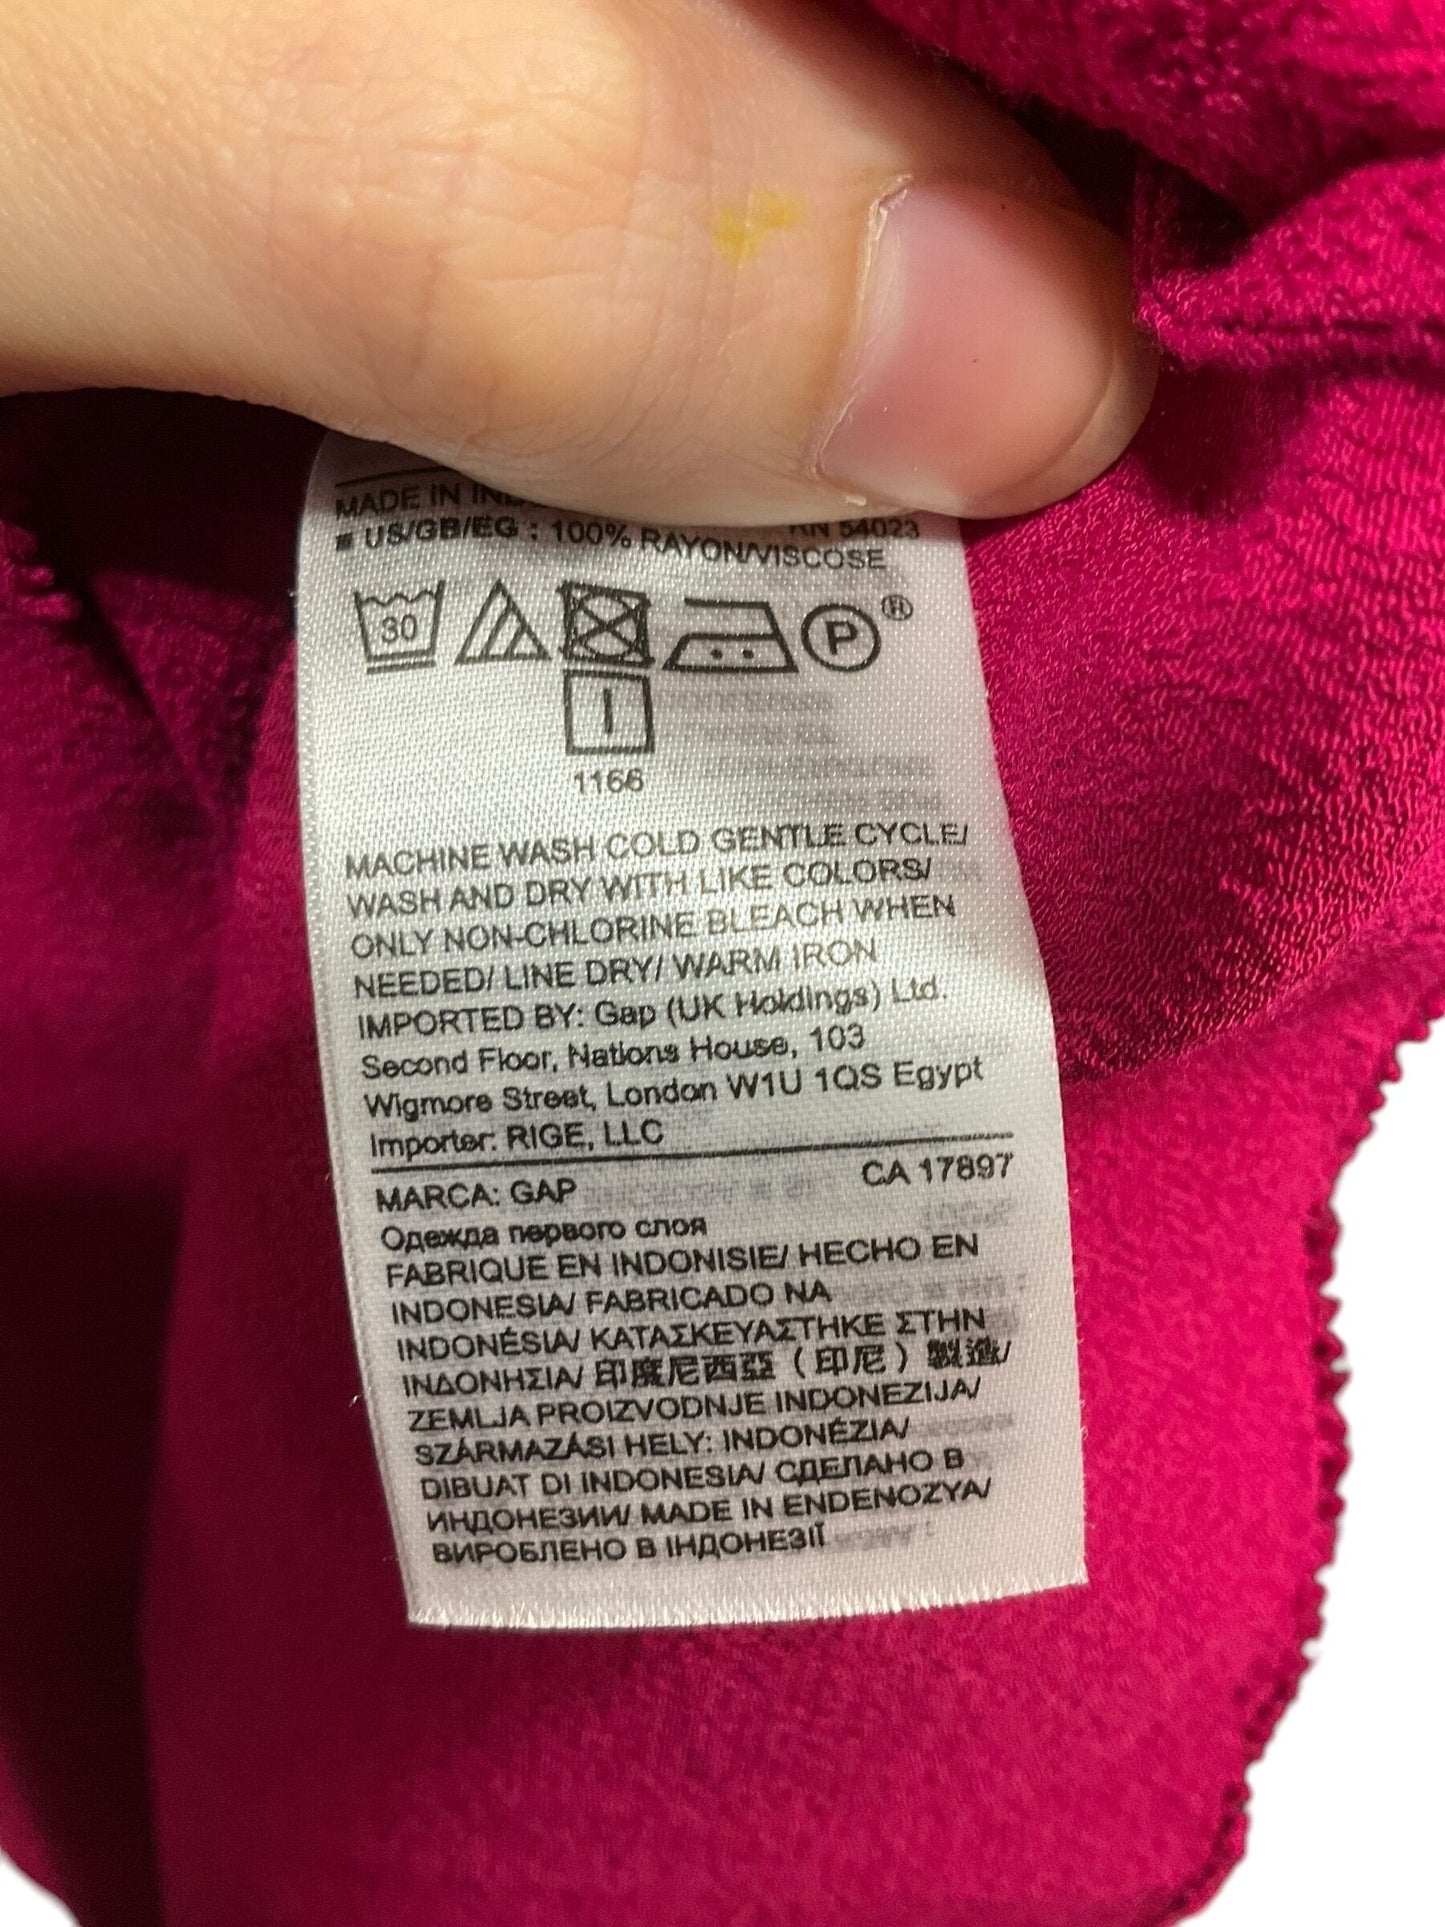 MADE IN
RN 54023
US/GB/EG : 100% RAYON/VISCOSE
30
P ®
1166
MACHINE WASH COLD GENTLE CYCLE/
WASH AND DRY WITH LIKE COLORS/
ONLY NON-CHLORINE BLEACH WHEN
NEEDED/ LINE DRY/ WARM IRON
IMPORTED BY: Gap (UK Holdings) Ltd.
Second Floor, Nations House, 103
Wigmore Street, London W1U 1QS Egypt
Importer: RIGE, LLC
MARCA: GAP CA 17897
Одежда первого слоя
FABRIQUE EN INDONISIE/ HECHO EN
INDONESIA/ FABRICADO NA
INDONÉSIA/ ΚΑΤΑΣΚΕΥΑΣΤΗΚΕ ΣΤΗΝ
ΙΝΔΟΝΗΣΙΑ/ 印度尼西亞（印尼）製造/
ZEMLJA PROIZVODNJE INDONEZIJA/
SZÁRMAZÁSI HELY: INDONÉZIA/
DIBUAT DI INDONESIA/ СДЕЛАНО В
ИНДОНЕЗИИ/ MADE IN ENDENOZYA/
ВИРОБЛЕНО В ІНДОНЕЗІЇ